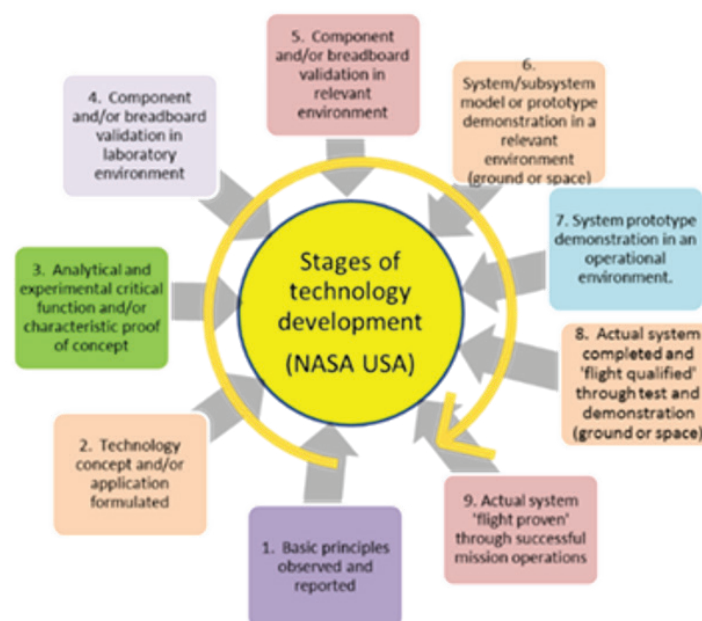 5. Component
and/or breadboard
validation in
relevant
environment
6.
System/subsystem
model or prototype
demonstration in a
relevant
environment
(ground or space)
4. Component
and/or breadboard
validation in
laboratory
environment
7. System prototype
demonstration in an
operational
environment.
3. Analytical and
experimental critical
function and/or
characteristic proof
of concept
Stages of
technology
development
(NASA USA)
8. Actual system
completed and
'flight qualified'
through test and
demonstration
(ground or space)
2. Technology
concept and/or
application
formulated
9. Actual system
'flight proven'
through successful
mission operations
1. Basic principles
observed and
reported